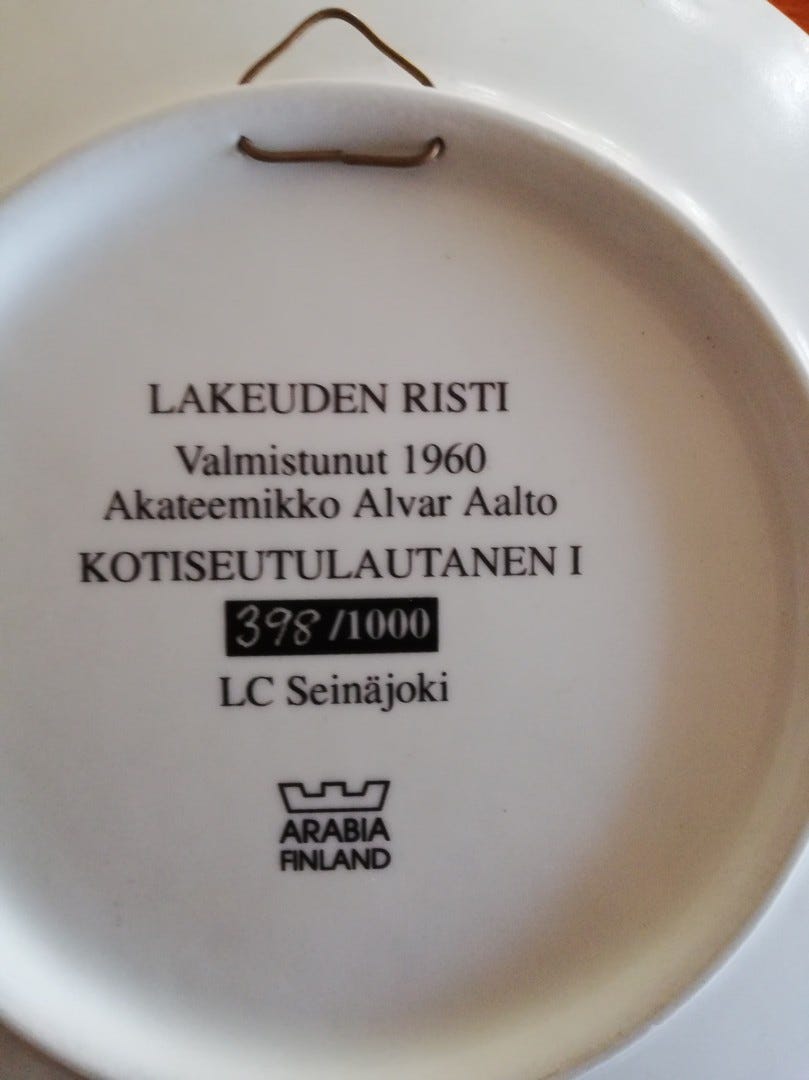 LAKEUDEN RISTI
Valmistunut 1960
Akateemikko Alvar Aalto
KOTISEUTULAUTANEN I
398/1000
LC Seinäjoki
ARABIA
FINLAND